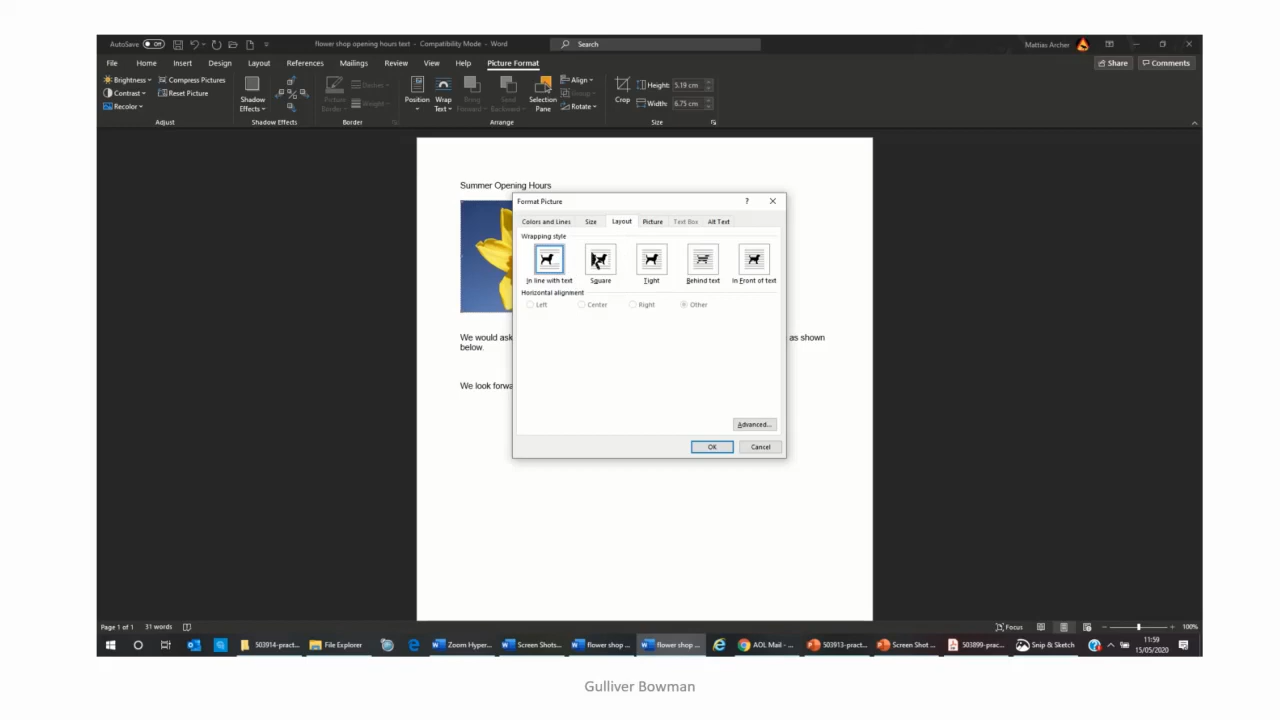 AutoSave Off flower shop opening hours text - Compatibility Mode - Word Search Mattias Archer
File Home Insert Design Layout References Mailings Review View Help Picture Format Share Comments
Brightness Compress Pictures
Contrast Reset Picture
Recolor
Shadow Effects
Picture Border
Dashes
Weight
Position Wrap Text Bring Forward Send Backward Selection Pane
Align
Group
Rotate
Crop
Height: 5.19 cm
Width: 6.73 cm
Adjust Shadow Effects Border Arrange Size
Summer Opening Hours
Format Picture ?
Colors and Lines Size Layout Picture Text Box Alt Text
Wrapping style
In line with text Square Tight Behind text In Front of text
Horizontal alignment
Left Center Right Other
We would ask as shown
below.
We look forwa
Advanced...
OK Cancel
Page 1 of 1 31 words Focus 100%
503914-pract... File Explorer Zoom Hyper... Screen Shots... flower shop ... flower shop ... AOL Mail - ... 503913-pract... Screen Shot ... 503899-prac... Snip & Sketch 11:59
15/05/2020
Gulliver Bowman